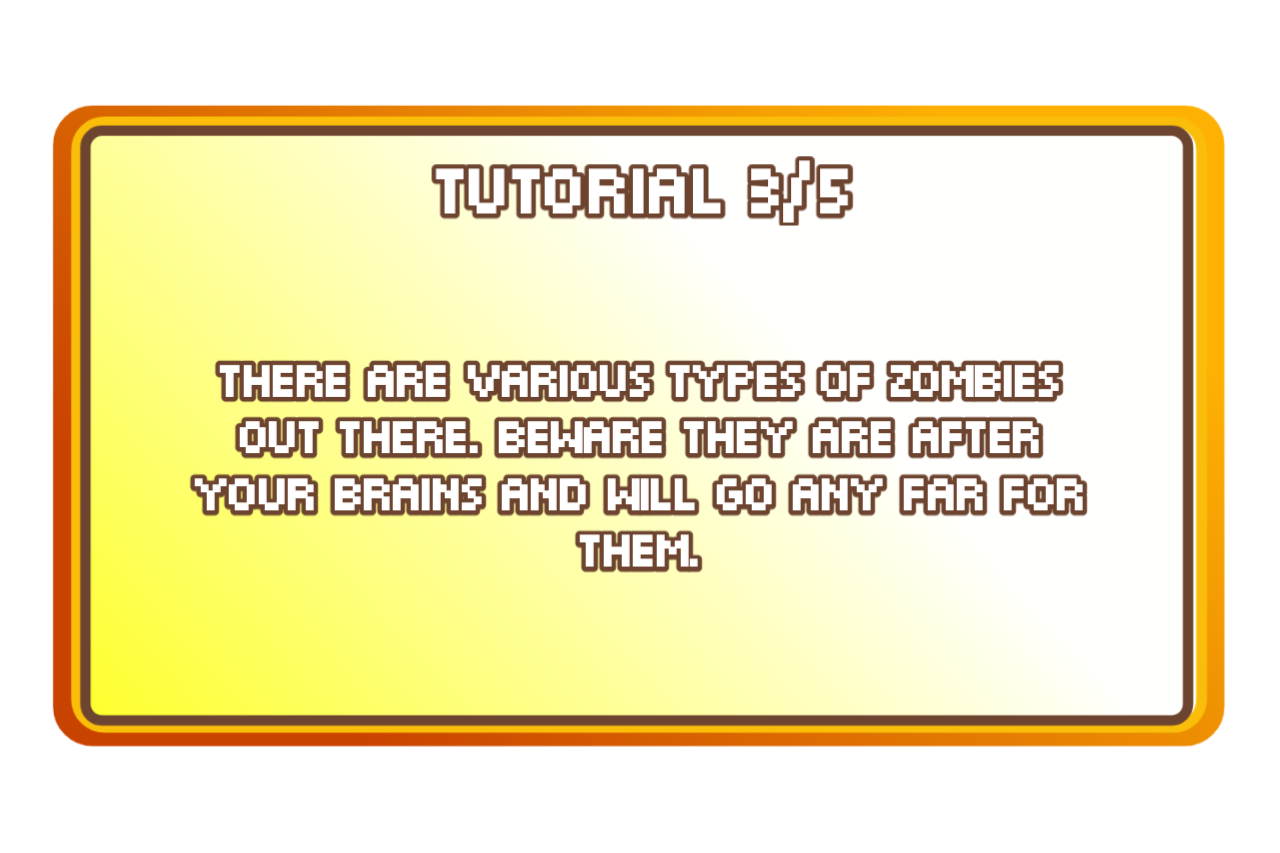 TUTORIAL 3/5
THERE ARE VARIOUS TYPES OF ZOMBIES
OUT THERE. BEWARE THEY ARE AFTER
YOUR BRAINS AND WILL GO ANY FAR FOR
THEM.